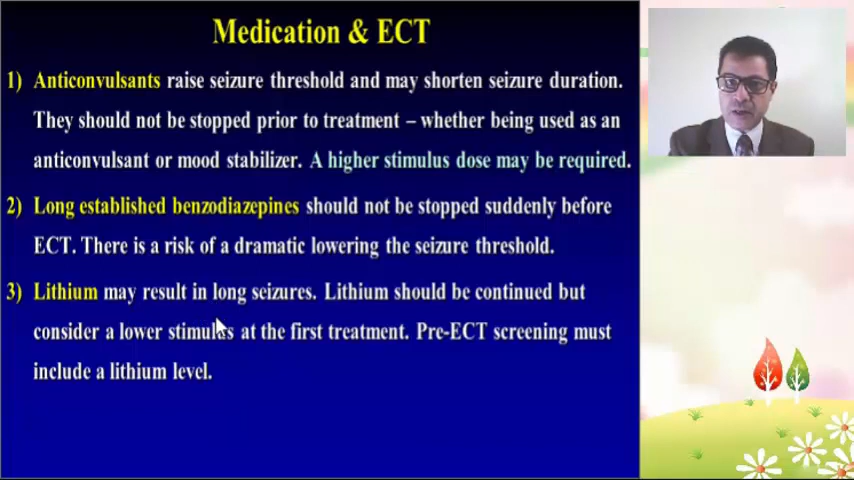 Medication & ECT
1) Anticonvulsants raise seizure threshold and may shorten seizure duration.
They should not be stopped prior to treatment – whether being used as an
anticonvulsant or mood stabilizer. A higher stimulus dose may be required.
2) Long established benzodiazepines should not be stopped suddenly before
ECT. There is a risk of a dramatic lowering the seizure threshold.
3) Lithium may result in long seizures. Lithium should be continued but
consider a lower stimulus at the first treatment. Pre-ECT screening must
include a lithium level.